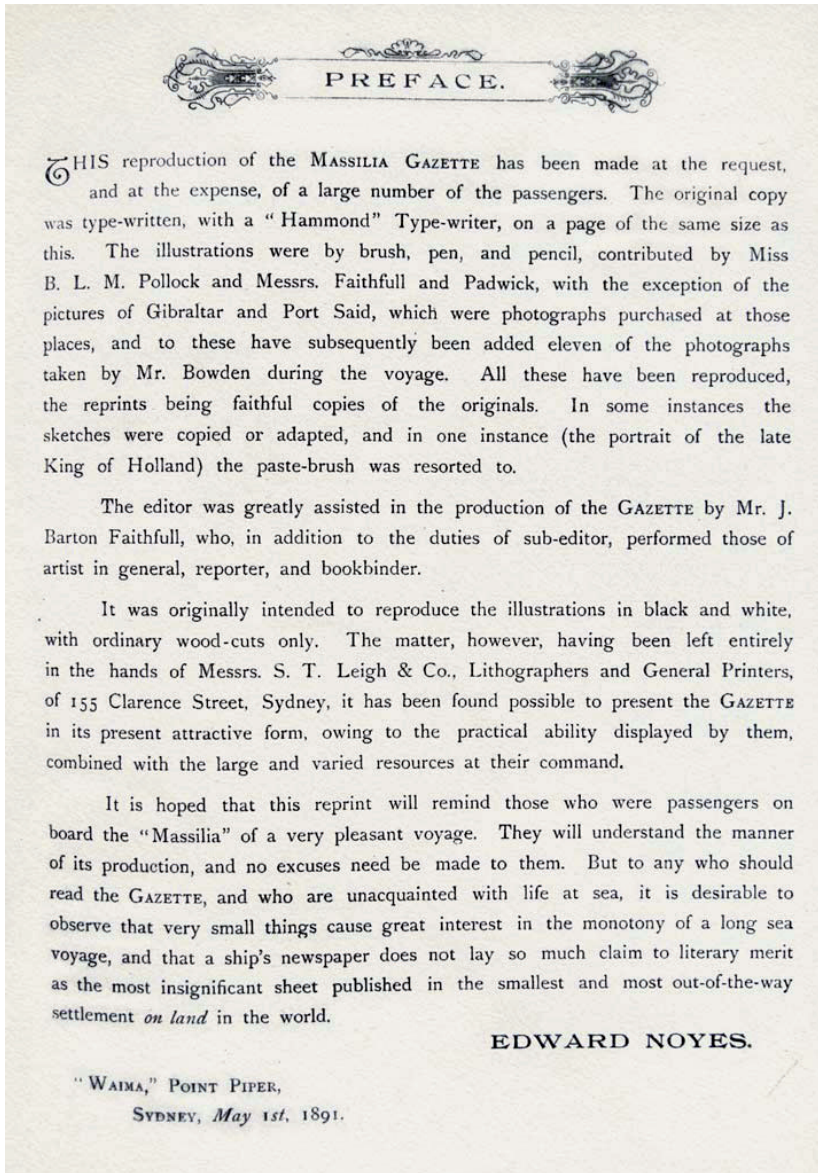 PREFACE.
THIS reproduction of the MASSILIA GAZETTE has been made at the request,
and at the expense, of a large number of the passengers. The original copy
was type-written, with a " Hammond" Type-writer, on a page of the same size as
this. The illustrations were by brush, pen, and pencil, contributed by Miss
B. L. M. Pollock and Messrs. Faithfull and Padwick, with the exception of the
pictures of Gibraltar and Port Said, which were photographs purchased at those
places, and to these have subsequently been added eleven of the photographs
taken by Mr. Bowden during the voyage. All these have been reproduced,
the reprints being faithful copies of the originals. In some instances the
sketches were copied or adapted, and in one instance (the portrait of the late
King of Holland) the paste-brush was resorted to.
The editor was greatly assisted in the production of the GAZETTE by Mr. J.
Barton Faithfull, who, in addition to the duties of sub-editor, performed those of
artist in general, reporter, and bookbinder.
It was originally intended to reproduce the illustrations in black and white,
with ordinary wood-cuts only. The matter, however, having been left entirely
in the hands of Messrs. S. T. Leigh & Co., Lithographers and General Printers,
of 155 Clarence Street, Sydney, it has been found possible to present the GAZETTE
in its present attractive form, owing to the practical ability displayed by them,
combined with the large and varied resources at their command.
It is hoped that this reprint will remind those who were passengers on
board the "Massilia" of a very pleasant voyage. They will understand the manner
of its production, and no excuses need be made to them. But to any who should
read the GAZETTE, and who are unacquainted with life at sea, it is desirable to
observe that very small things cause great interest in the monotony of a long sea
voyage, and that a ship's newspaper does not lay so much claim to literary merit
as the most insignificant sheet published in the smallest and most out-of-the-way
settlement on land in the world.
EDWARD NOYES.
"WAIMA," POINT PIPER,
SYDNEY, May 1st, 1891.